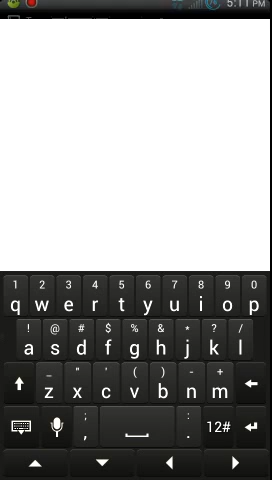 5:11 PM
1 2 3 4 5 6 7 8 9 0
q w e r t y u i o p
! @ # $ % & * ? /
a s d f g h j k l
_ " ' ( ) - +
z x c v b n m
; :
, . 12#